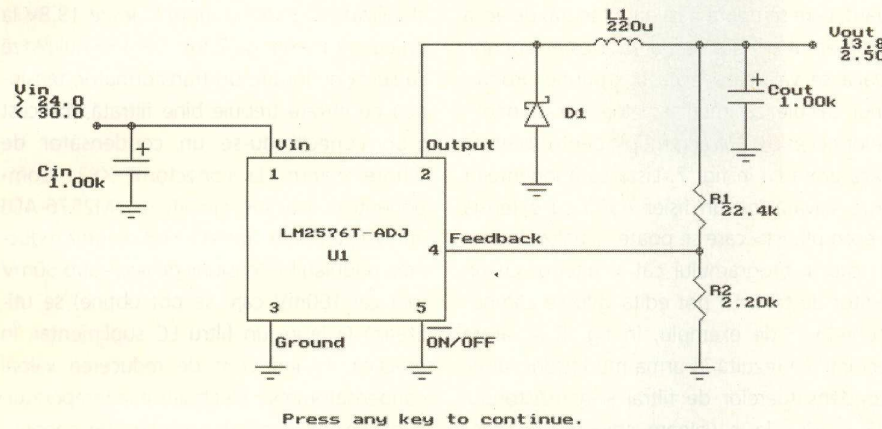 L1
220u
Vout
13.8
2.50
Vin
> 24.0
< 30.0
+
Cout
1.00k
D1
Vin
Output
+
Cin
1.00k
1
2
R1
22.4k
LM2576T-ADJ
U1
4
Feedback
R2
2.20k
3
5
Ground
ON/OFF
Press any key to continue.